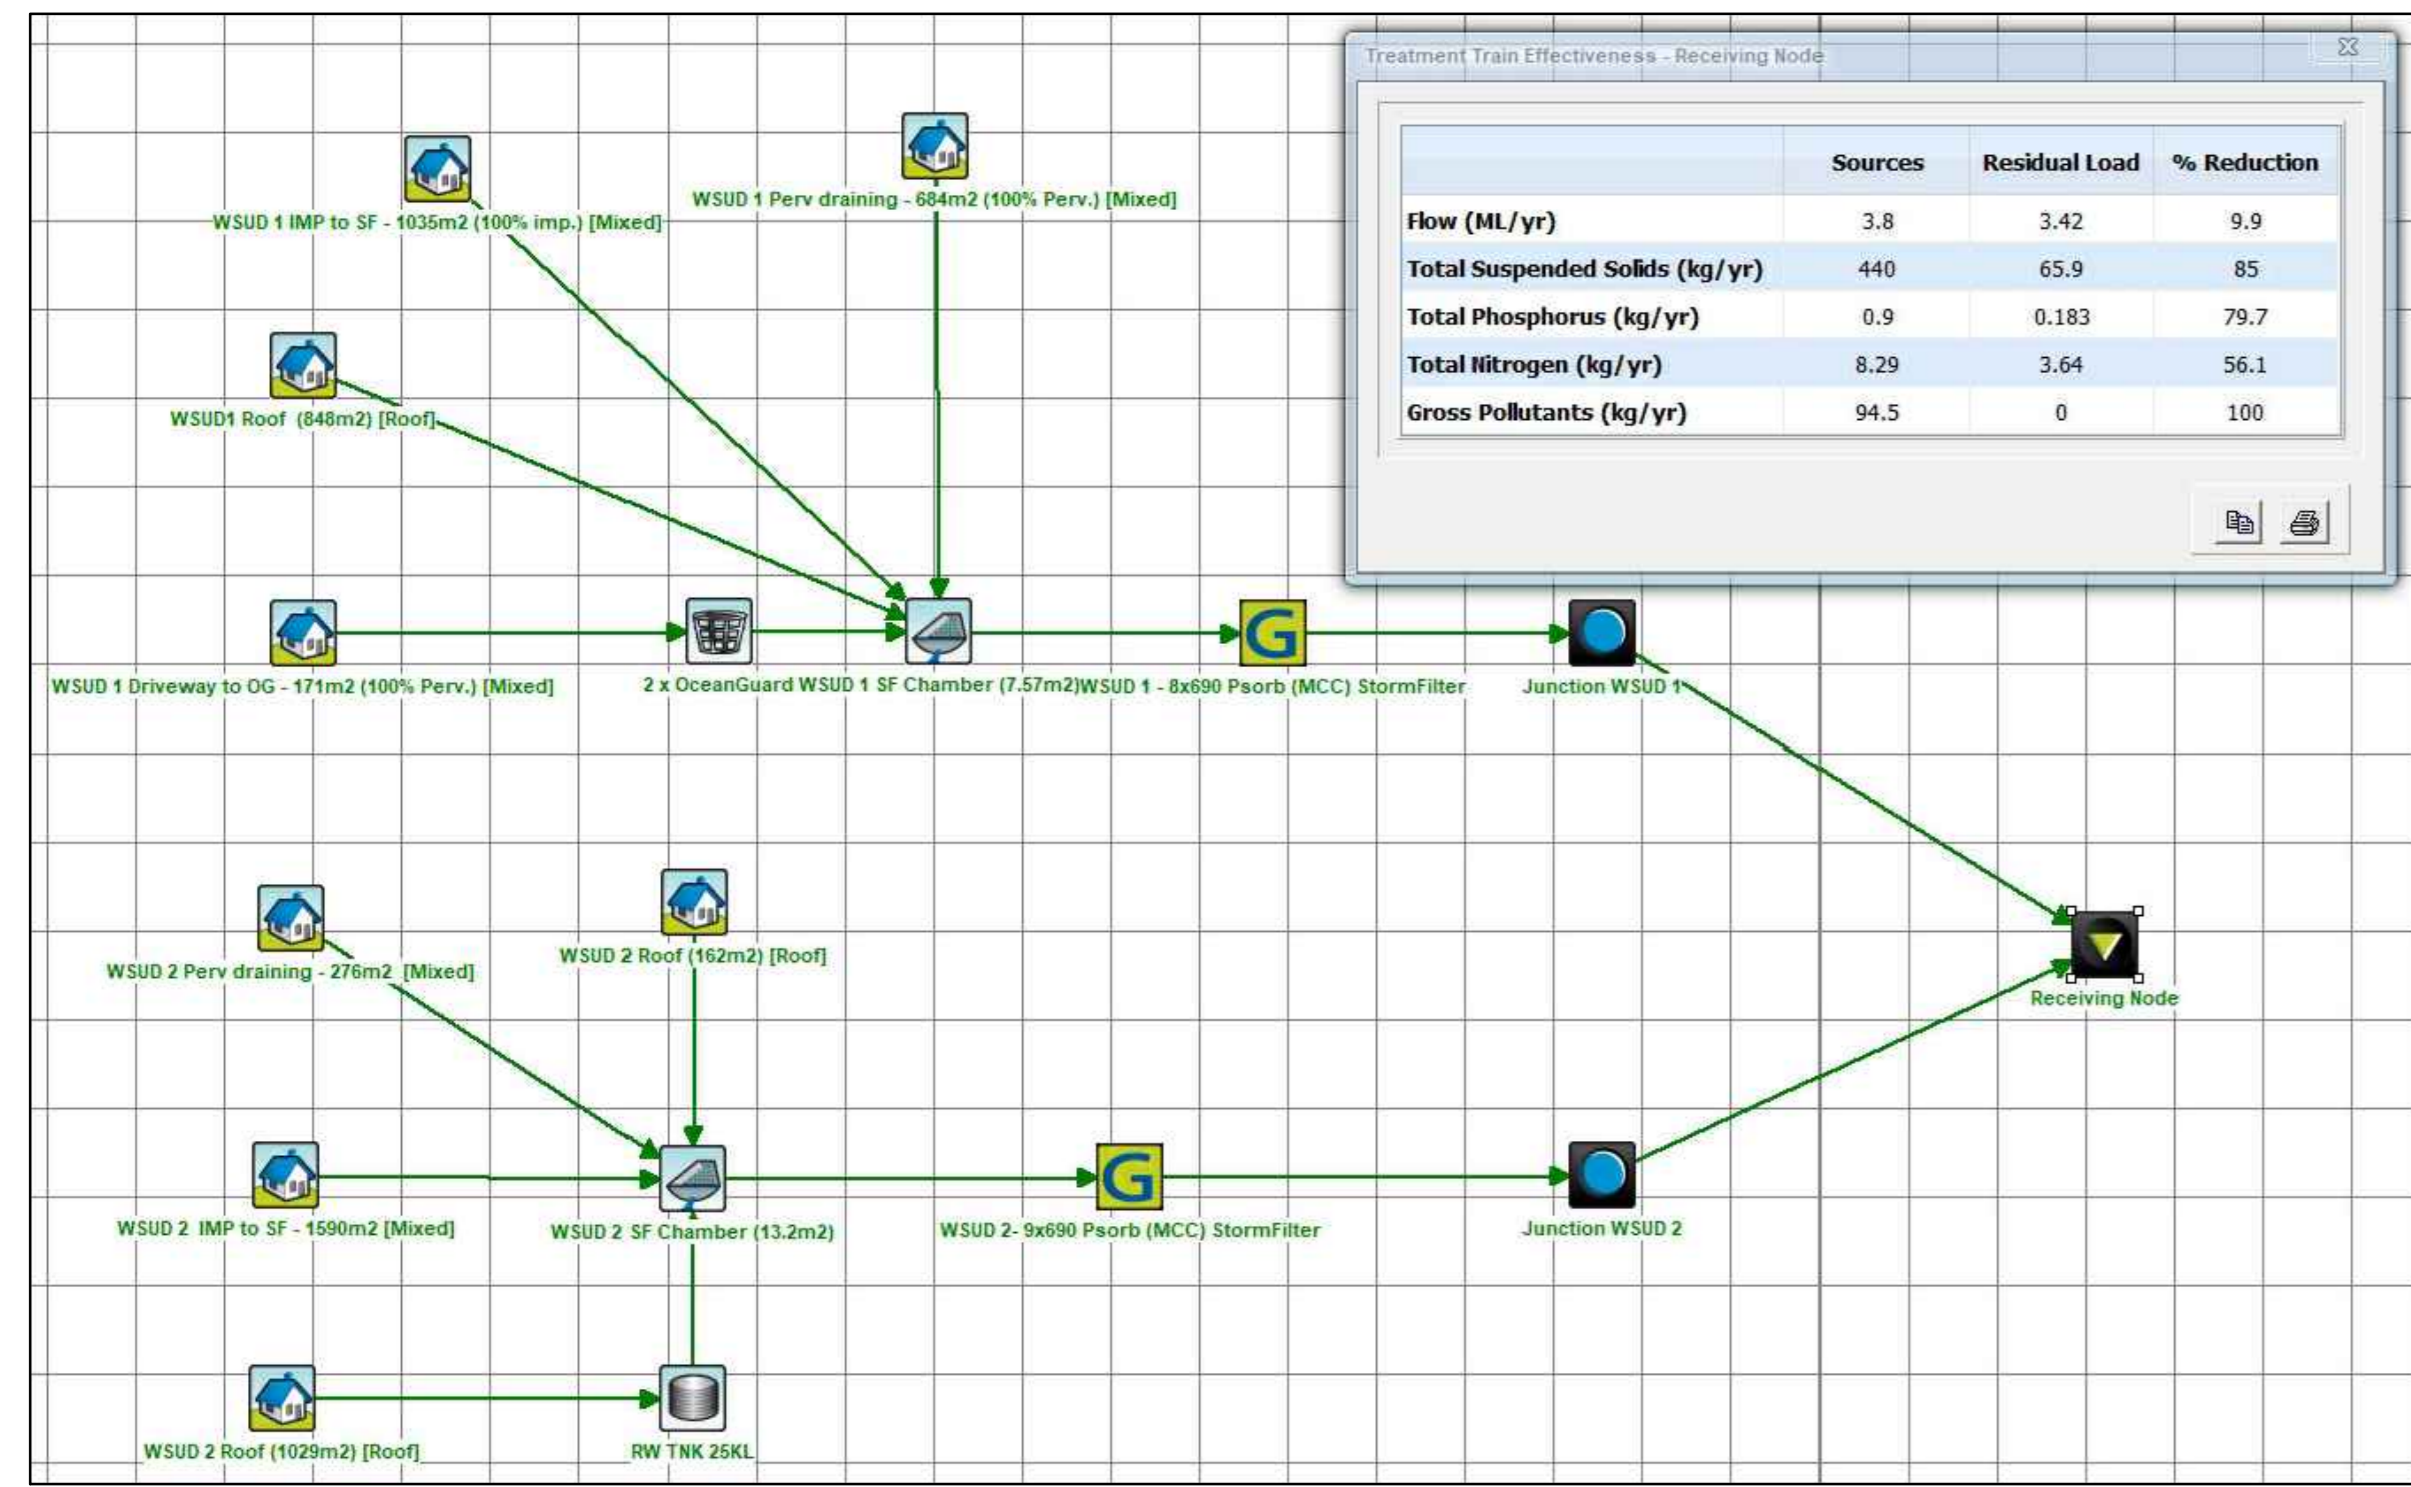 Treatment Train Effectiveness - Receiving Node
Sources Residual Load % Reduction
Flow (ML/yr) 3.8 3.42 9.9
Total Suspended Solids (kg/yr) 440 65.9 85
Total Phosphorus (kg/yr) 0.9 0.183 79.7
Total Nitrogen (kg/yr) 8.29 3.64 56.1
Gross Pollutants (kg/yr) 94.5 0 100
WSUD 1 Perv draining - 684m2 (100% Perv.) [Mixed]
WSUD 1 IMP to SF - 1035m2 (100% imp.) [Mixed]
WSUD1 Roof (848m2) [Roof]
WSUD 1 Driveway to OG - 171m2 (100% Perv.) [Mixed]
2 x OceanGuard
WSUD 1 SF Chamber (7.57m2)
G
WSUD 1 - 8x690 Psorb (MCC) StormFilter
Junction WSUD 1
WSUD 2 Perv draining - 276m2 [Mixed]
WSUD 2 Roof (162m2) [Roof]
Receiving Node
WSUD 2 IMP to SF - 1590m2 [Mixed]
WSUD 2 SF Chamber (13.2m2)
G
WSUD 2- 9x690 Psorb (MCC) StormFilter
Junction WSUD 2
WSUD 2 Roof (1029m2) [Roof]
RW TNK 25KL